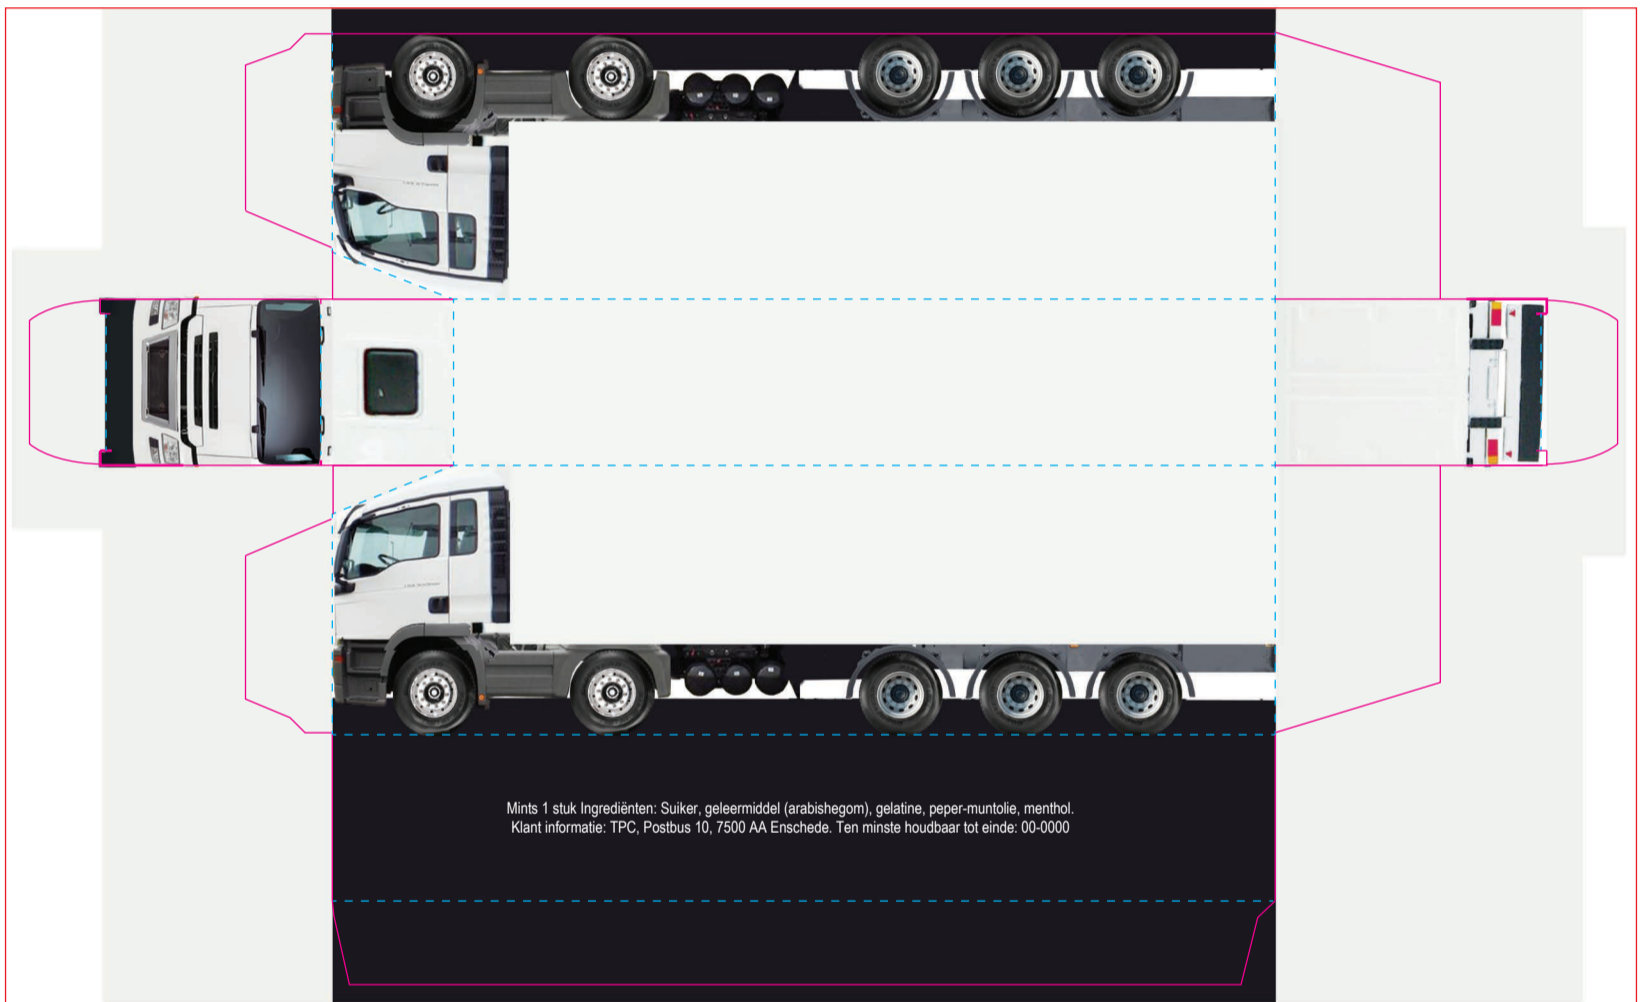 Mints 1 stuk Ingrediënten: Suiker, geleermiddel (arabishegom), gelatine, peper-muntolie, menthol.
Klant informatie: TPC, Postbus 10, 7500 AA Enschede. Ten minste houdbaar tot einde: 00-0000